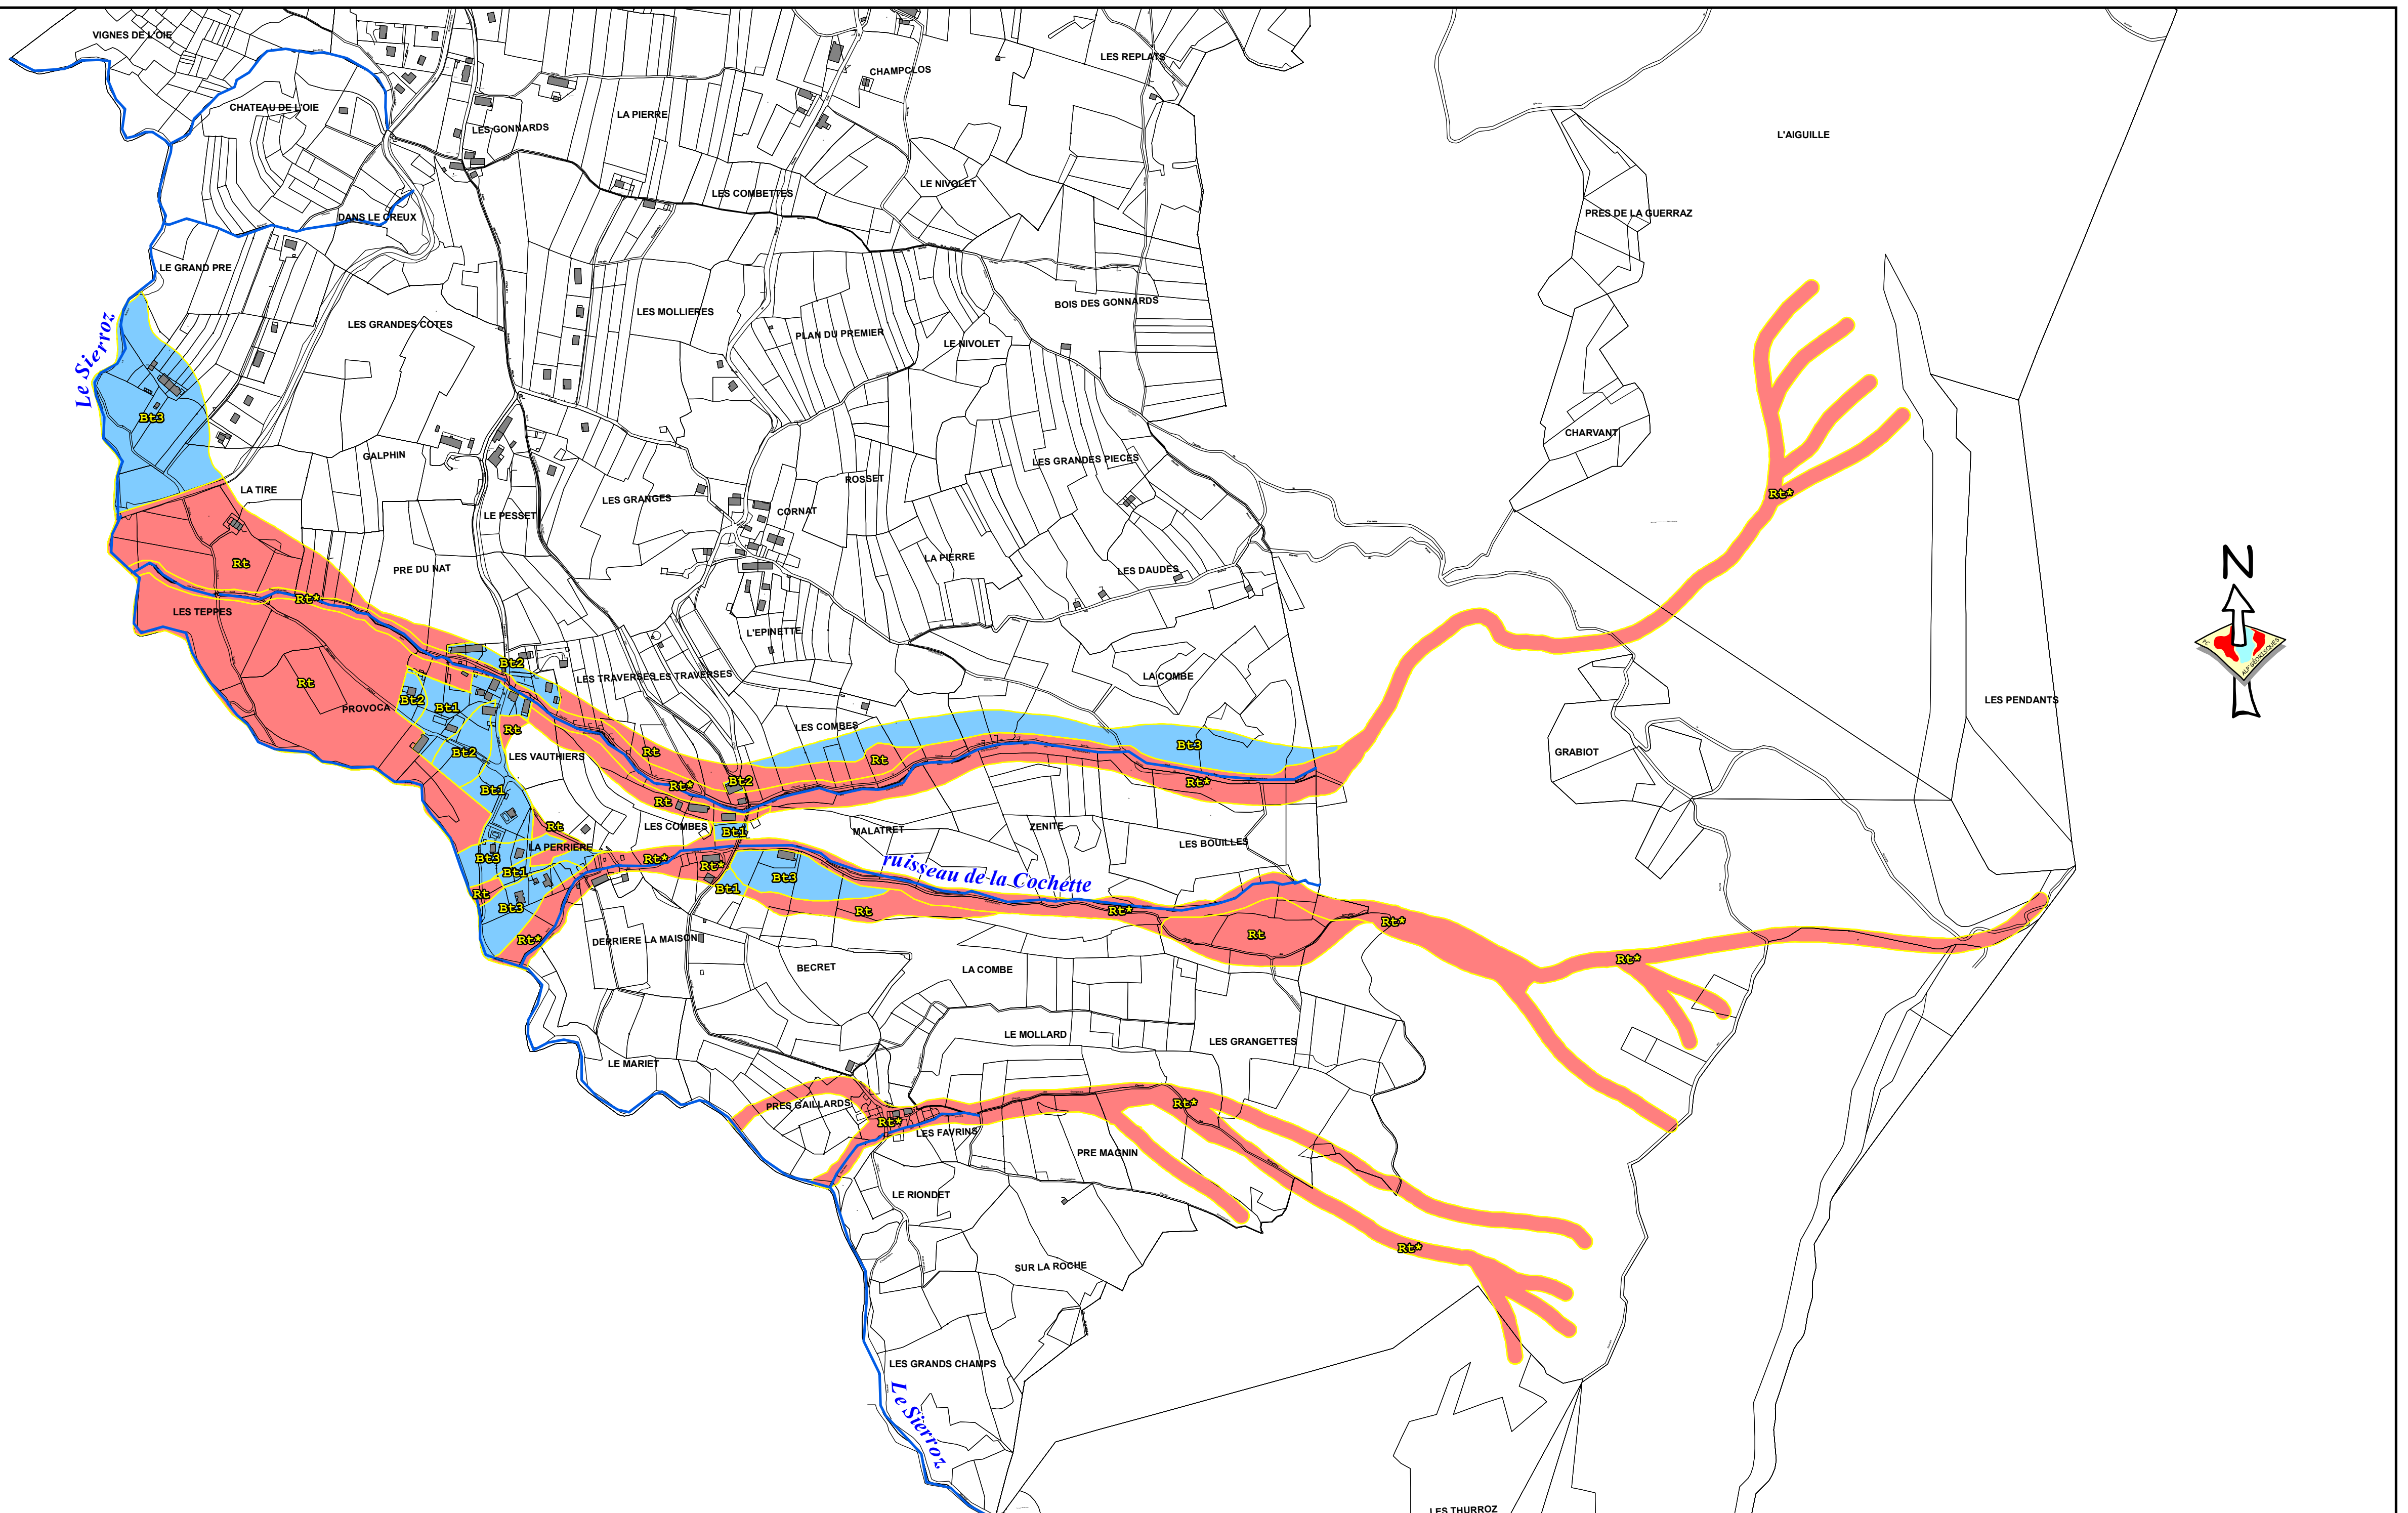 VIGNES DE L'OIE
CHAMPCLOS
LES REPLATS
CHATEAU DE L'OIE
LA PIERRE
LES GONNARDS
L'AIGUILLE
LES COMBETTES
LE NIVOLET
DANS LE CREUX
PRES DE LA GUERRAZ
LE GRAND PRE
LES GRANDES COTES
LES MOLLIERES
BOIS DES GONNARDS
PLAN DU PREMIER
LE NIVOLET
Le Sierroz
Bt3
CHARVANT
GALPHIN
LES GRANDES PIECES
LA TIRE
ROSSET
LES GRANGES
Rt*
LE PESSET
CORNAT
N
Rt
PRE DU NAT
LA PIERRE
LES DAUDES
Rt*
LES TEPPES
L'EPINETTE
PC
ALP'GEORISQUES
Bt2
LES TRAVERSES
LES TRAVERSES
LA COMBE
Rt
Bt2
Bt1
PROVOCA
LES PENDANTS
Rt
LES COMBES
Bt3
Rt
Bt2
LES VAUTHIERS
Rt
GRABIOT
Bt1
Rt*
Bt2
Rt*
Rt
Rt
LES COMBES
Bt1
MALATRET
ZENITE
LES BOUILLES
LA PERRIERE
Bt3
Rt*
Rt*
ruisseau de la Cochette
Bt1
Bt3
Bt1
Rt
Bt3
Rt
Rt*
Rt*
Rt
Rt*
DERRIERE LA MAISON
Rt*
BECRET
LA COMBE
LE MOLLARD
LES GRANGETTES
LE MARIET
PRES GAILLARDS
Rt*
Rt*
LES FAVRINS
PRE MAGNIN
LE RIONDET
Rt*
SUR LA ROCHE
LES GRANDS CHAMPS
Le Sierroz
LES THURROZ